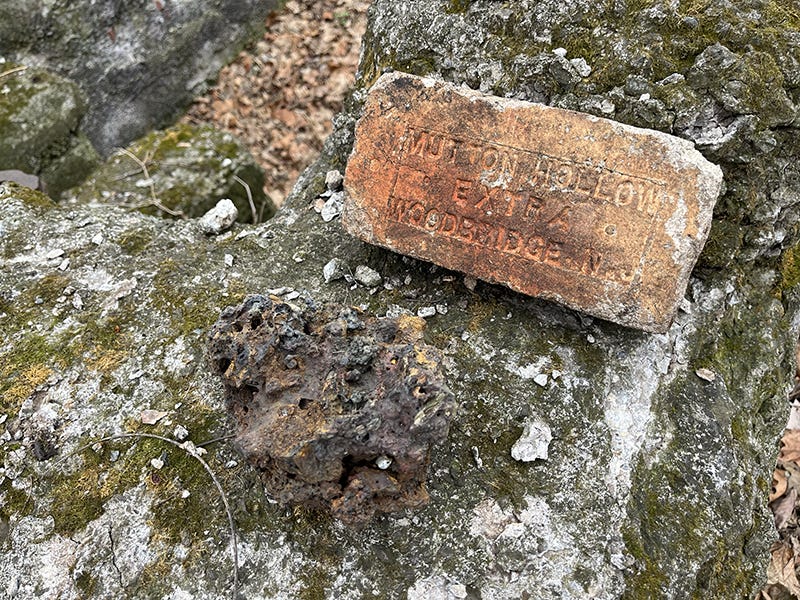 MUTTON HOLLOW
EXTRA
WOODBRIDGE. N.J